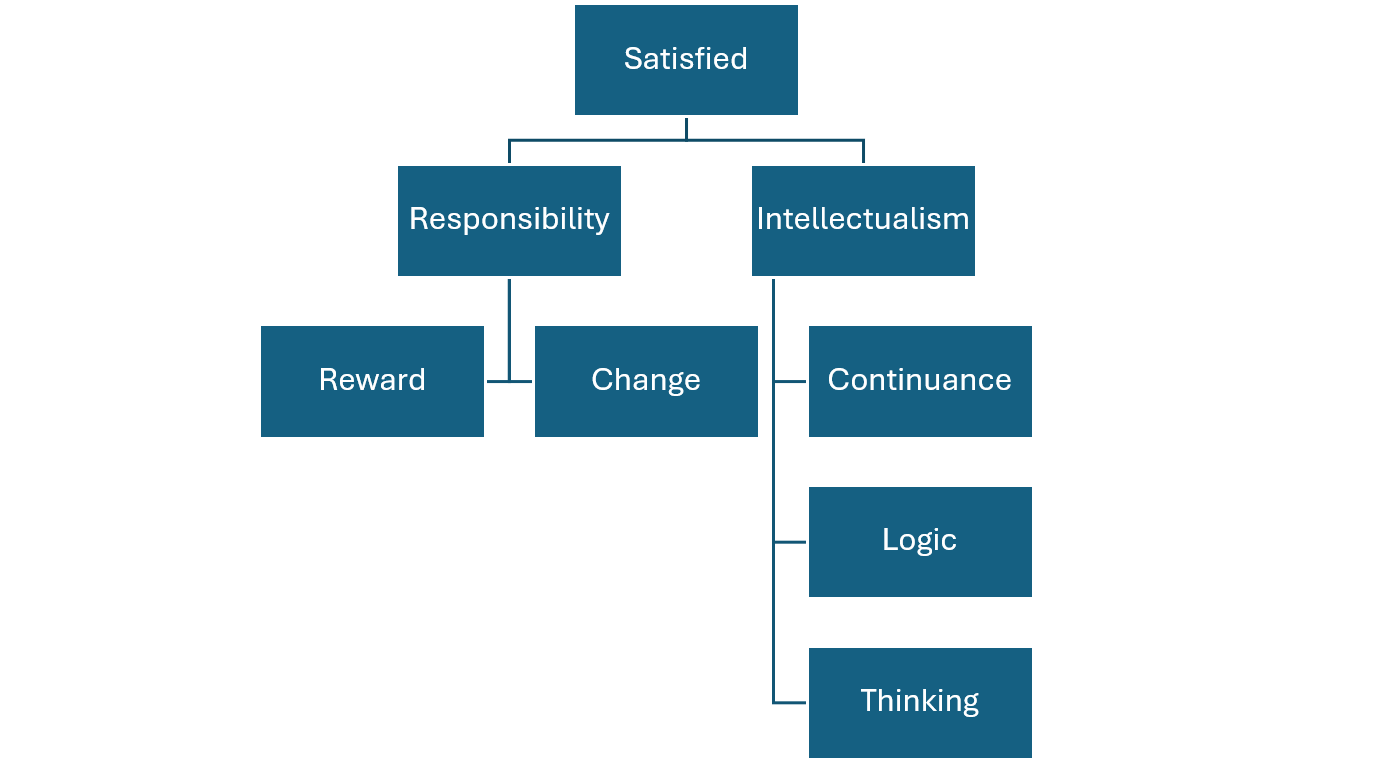 Satisfied
Responsibility
Intellectualism
Reward
Change
Continuance
Logic
Thinking